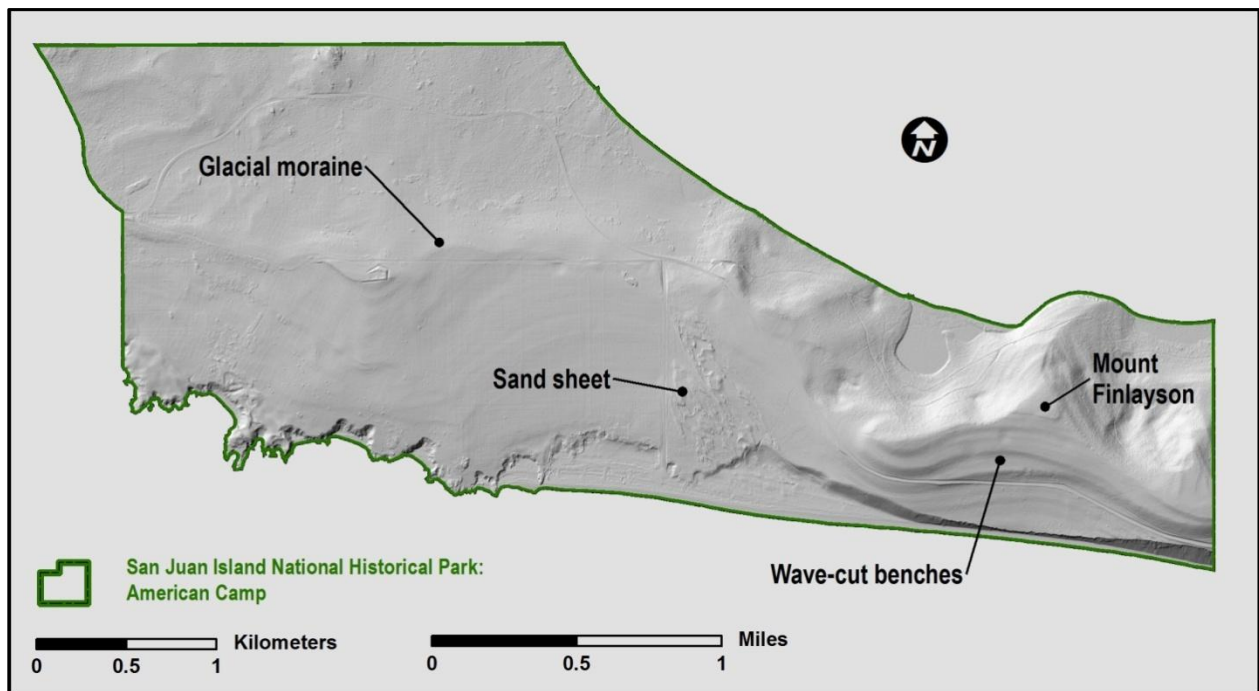 N
Glacial moraine
Sand sheet
Mount
Finlayson
Wave-cut benches
San Juan Island National Historical Park:
American Camp
Kilometers
0 0.5 1
Miles
0 0.5 1